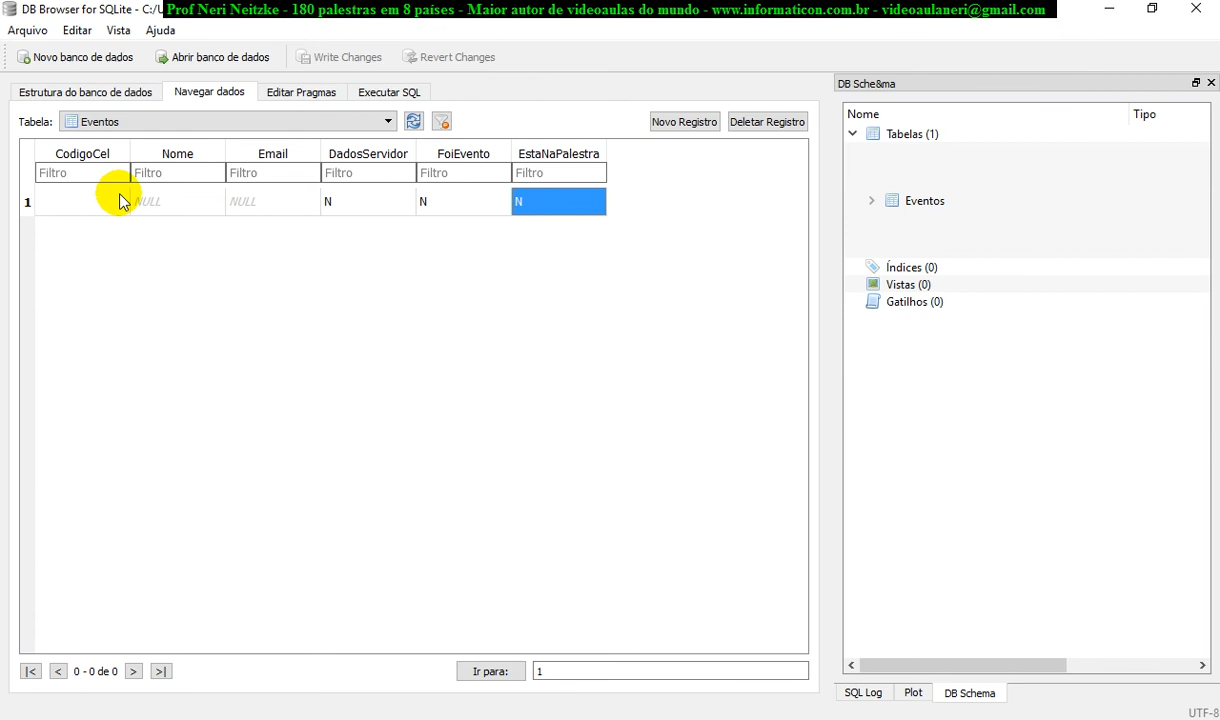 DB Browser for SQLite - C:/U
Prof Neri Neitzke - 180 palestras em 8 países - Maior autor de videoaulas do mundo - www.informaticon.com.br - videoaulaneri@gmail.com
Arquivo Editar Vista Ajuda
Novo banco de dados Abrir banco de dados Write Changes Revert Changes
DB Sche&ma
Estrutura do banco de dados Navegar dados Editar Pragmas Executar SQL
Tabela: Eventos Novo Registro Deletar Registro
Nome Tipo
Tabelas (1)
CodigoCel Nome Email DadosServidor FoiEvento EstaNaPalestra
Filtro Filtro Filtro Filtro Filtro Filtro
1 NULL NULL N N N
Eventos
Índices (0)
Vistas (0)
Gatilhos (0)
|< < 0 - 0 de 0 > >| Ir para: 1
SQL Log Plot DB Schema
UTF-8